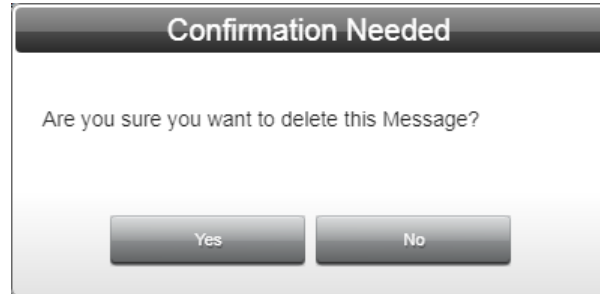 Confirmation Needed
Are you sure you want to delete this Message?
Yes No